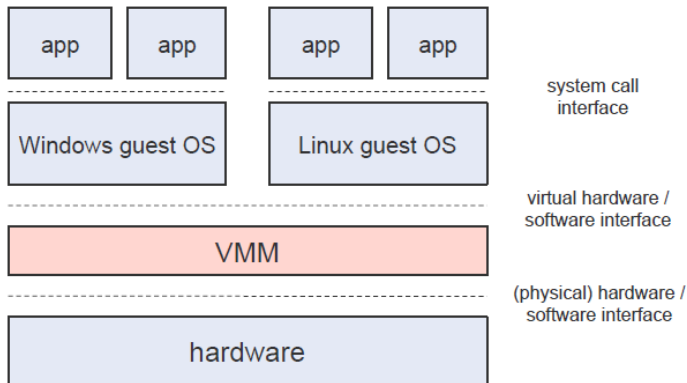 app
app
app
app
system call
interface
Windows guest OS
Linux guest OS
virtual hardware /
software interface
VMM
(physical) hardware /
software interface
hardware